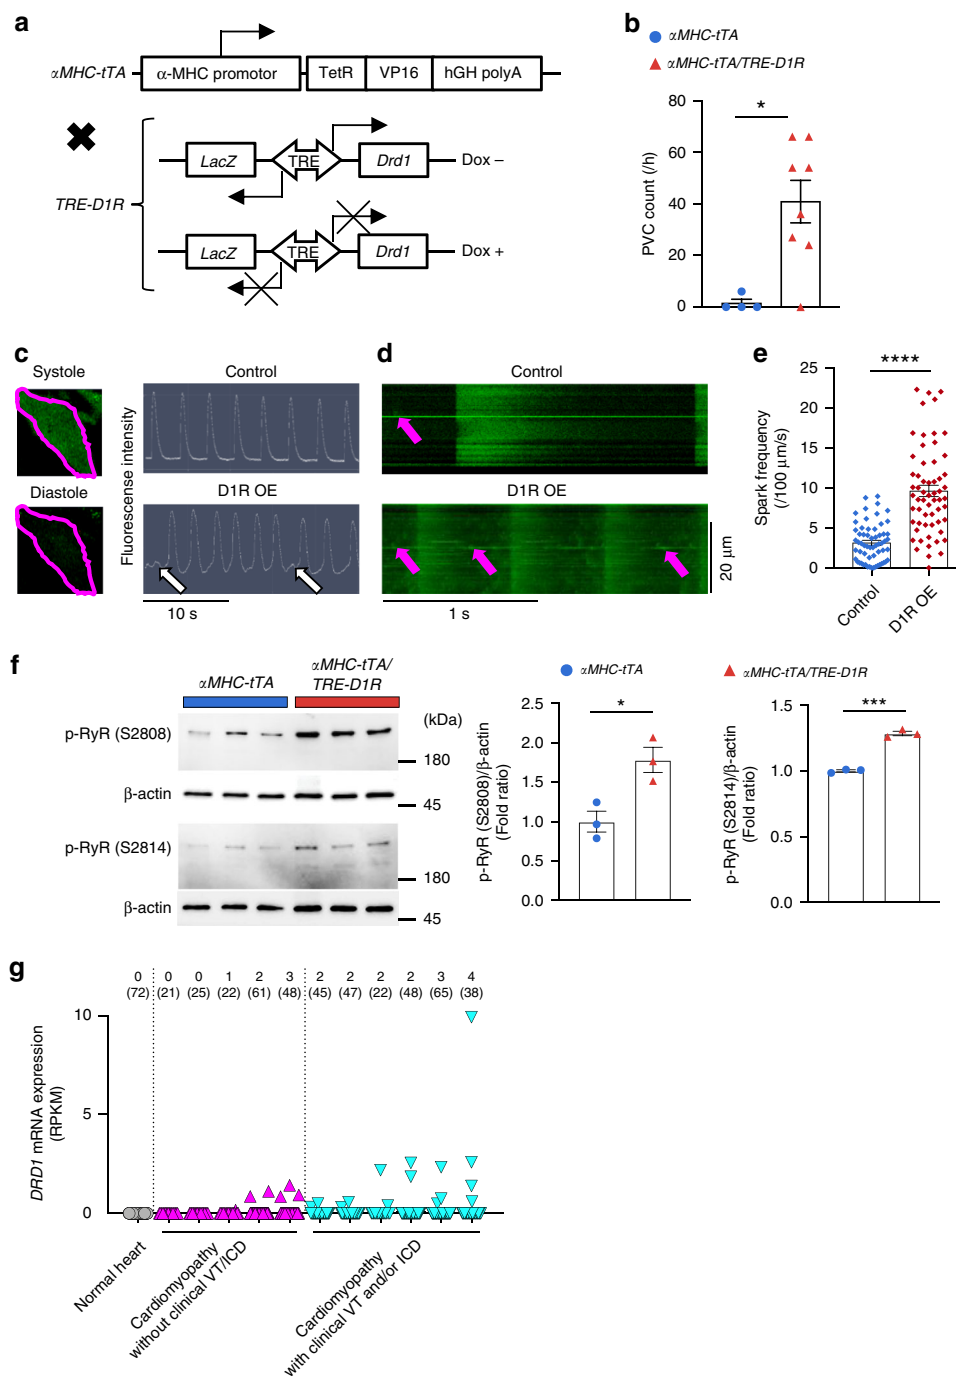 a
αMHC-tTA
α-MHC promotor
TetR
VP16
hGH polyA
TRE-D1R
LacZ
TRE
Drd1
Dox –
LacZ
TRE
Drd1
Dox +
b
αMHC-tTA
αMHC-tTA/TRE-D1R
PVC count (/h)
80
60
40
20
0
*
c
Systole
Diastole
Fluorescense intensity
Control
D1R OE
10 s
d
Control
D1R OE
1 s
20 μm
e
Spark frequency
(/100 μm/s)
25
20
15
10
5
0
****
Control
D1R OE
f
αMHC-tTA
αMHC-tTA/
TRE-D1R
(kDa)
p-RyR (S2808)
180
β-actin
45
p-RyR (S2814)
180
β-actin
45
αMHC-tTA
αMHC-tTA/TRE-D1R
p-RyR (S2808)/β-actin
(Fold ratio)
2.5
2.0
1.5
1.0
0.5
0.0
*
p-RyR (S2814)/β-actin
(Fold ratio)
1.5
1.0
0.5
0.0
***
g
0 0 0 1 2 3 2 2 2 2 3 4
(72) (21) (25) (22) (61) (48) (45) (47) (22) (48) (65) (38)
DRD1 mRNA expression
(RPKM)
10
5
0
Normal heart
Cardiomyopathy
without clinical VT/ICD
Cardiomyopathy
with clinical VT and/or ICD